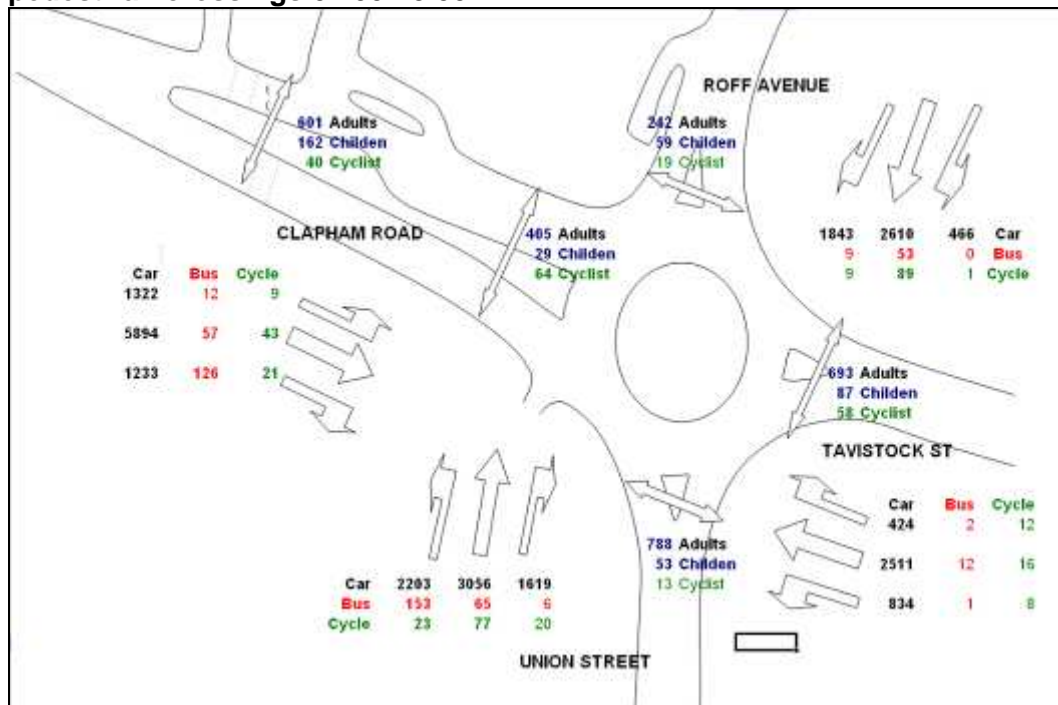 ROFF AVENUE
601 Adults
162 Childen
40 Cyclist
242 Adults
59 Childen
19 Cyclist
CLAPHAM ROAD
405 Adults
29 Childen
64 Cyclist
1843 2610 466 Car
9 53 0 Bus
9 89 1 Cycle
Car Bus Cycle
1322 12 9
5894 57 43
1233 126 21
693 Adults
87 Childen
58 Cyclist
TAVISTOCK ST
Car Bus Cycle
424 2 12
2511 12 16
834 1 8
788 Adults
53 Childen
13 Cyclist
Car 2203 3056 1619
Bus 153 65 6
Cycle 23 77 20
UNION STREET